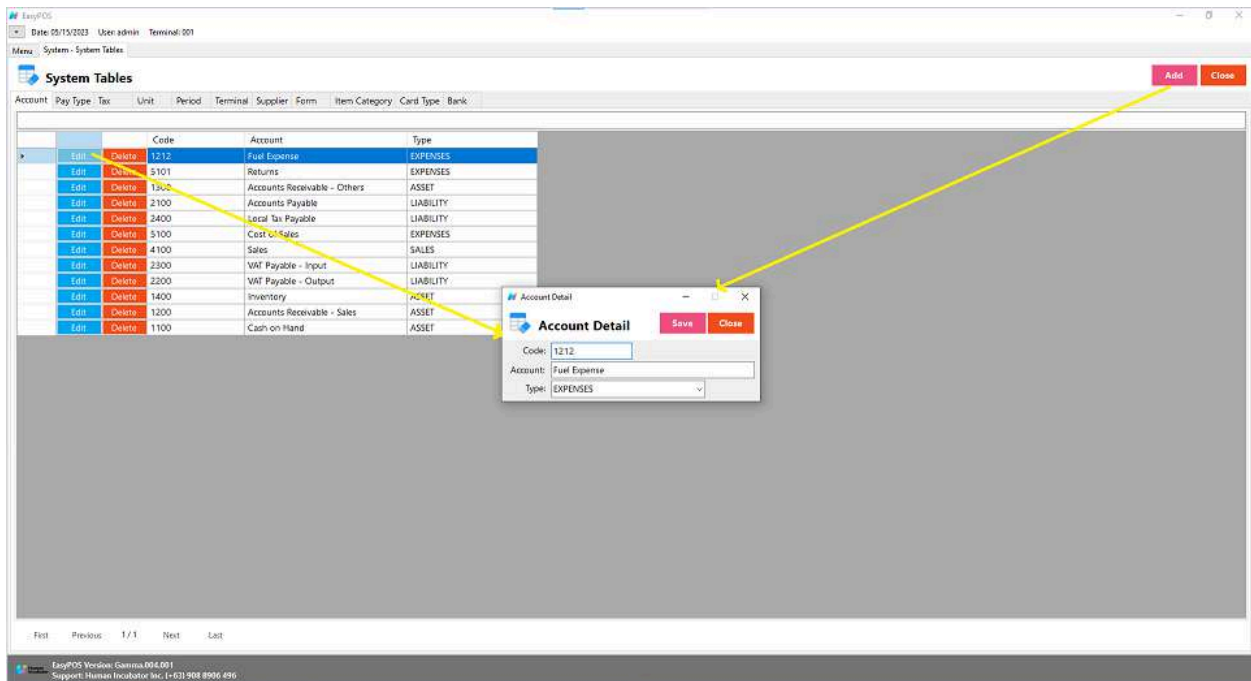 EasyPOS
Date: 05/15/2023 User: admin Terminal: 001
Menu System - System Tables
System Tables
Add Close
Account Pay Type Tax Unit Period Terminal Supplier Form Item Category Card Type Bank
Code Account Type
Edit Delete 1212 Fuel Expense EXPENSES
Edit Delete 5101 Returns EXPENSES
Edit Delete 1300 Accounts Receivable - Others ASSET
Edit Delete 2100 Accounts Payable LIABILITY
Edit Delete 2400 Local Tax Payable LIABILITY
Edit Delete 5100 Cost of Sales EXPENSES
Edit Delete 4100 Sales SALES
Edit Delete 2300 VAT Payable - Input LIABILITY
Edit Delete 2200 VAT Payable - Output LIABILITY
Edit Delete 1400 Inventory ASSET
Edit Delete 1200 Accounts Receivable - Sales ASSET
Edit Delete 1100 Cash on Hand ASSET
Account Detail
Account Detail Save Close
Code: 1212
Account: Fuel Expense
Type: EXPENSES
First Previous 1 / 1 Next Last
EasyPOS Version: Gamma.004.001
Support: Human Incubator Inc. (+63) 908 8906 496